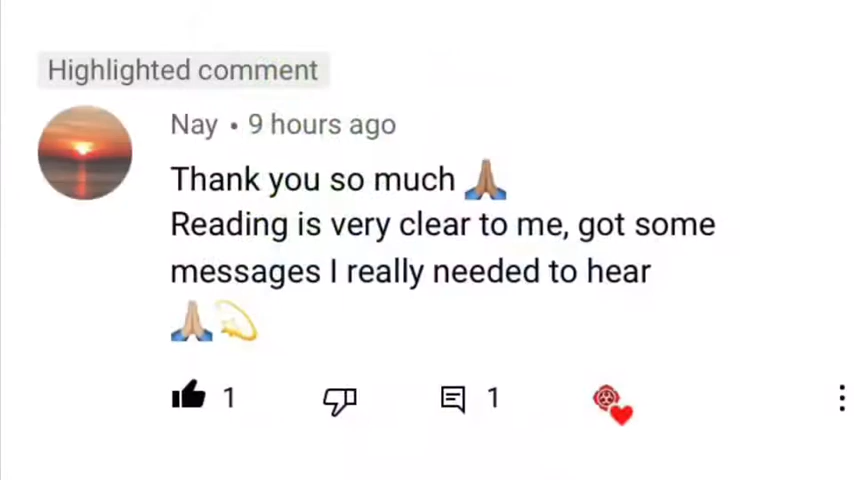 Highlighted comment
Nay • 9 hours ago
Thank you so much 🙏🏽
Reading is very clear to me, got some
messages I really needed to hear
🙏🏼💫
1
1